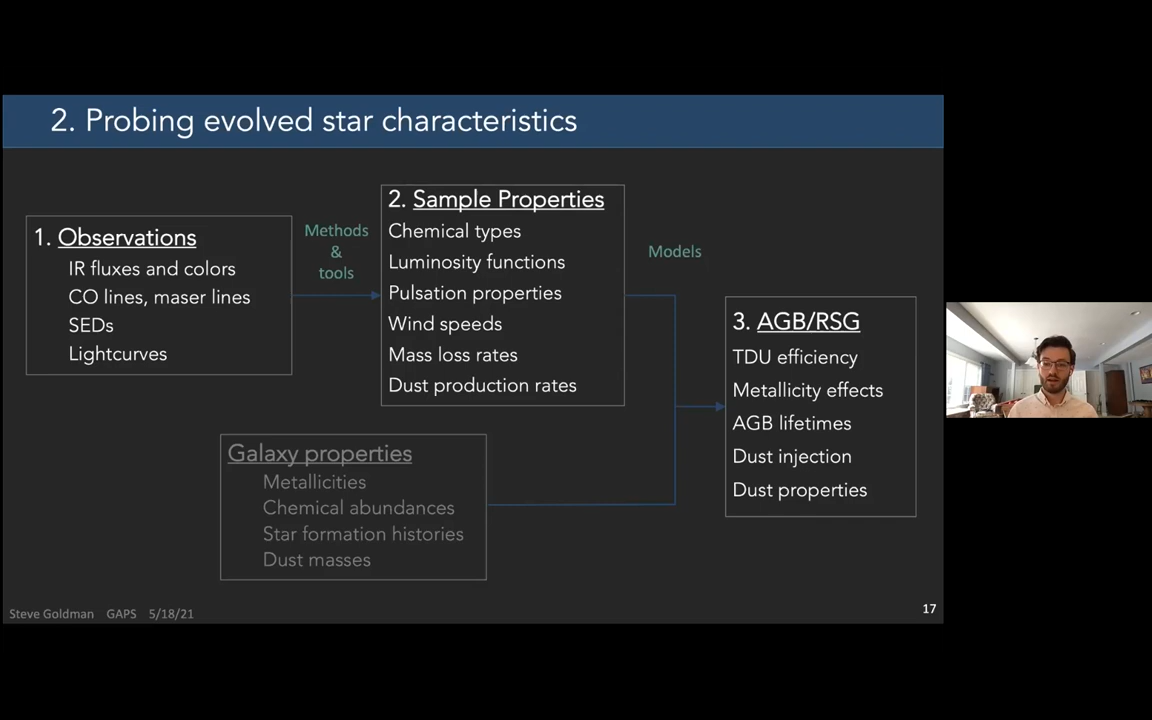 2. Probing evolved star characteristics
1. Observations
IR fluxes and colors
CO lines, maser lines
SEDs
Lightcurves
Methods
&
tools
2. Sample Properties
Chemical types
Luminosity functions
Pulsation properties
Wind speeds
Mass loss rates
Dust production rates
Models
3. AGB/RSG
TDU efficiency
Metallicity effects
AGB lifetimes
Dust injection
Dust properties
Galaxy properties
Metallicities
Chemical abundances
Star formation histories
Dust masses
Steve Goldman GAPS 5/18/21
17